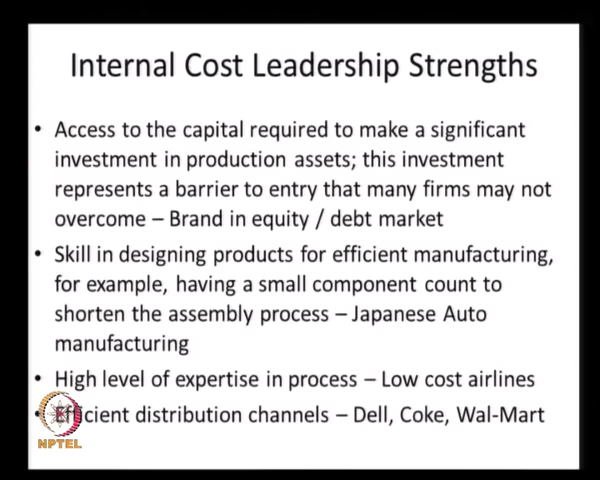 Internal Cost Leadership Strengths
• Access to the capital required to make a significant
investment in production assets; this investment
represents a barrier to entry that many firms may not
overcome – Brand in equity / debt market
• Skill in designing products for efficient manufacturing,
for example, having a small component count to
shorten the assembly process – Japanese Auto
manufacturing
• High level of expertise in process – Low cost airlines
• Efficient distribution channels – Dell, Coke, Wal-Mart
NPTEL